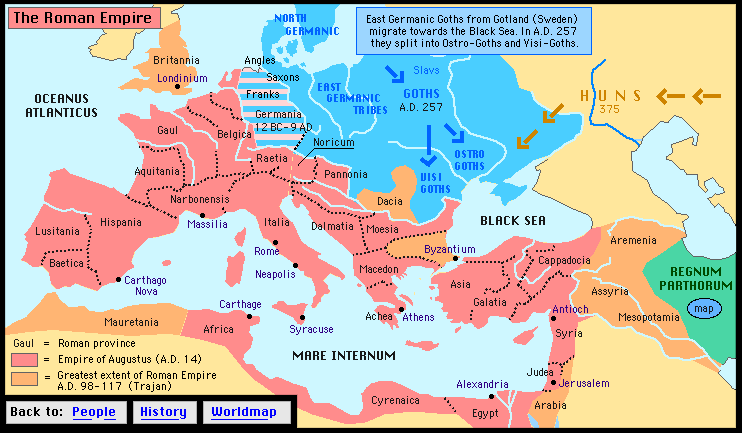 The Roman Empire
East Germanic Goths from Gotland (Sweden)
migrate towards the Black Sea. In A.D. 257
they split into Ostro-Goths and Visi-Goths.
NORTH
GERMANIC
Britannia
Londinium
Angles
Saxons
Franks
Germania
12 BC-9 AD
EAST
GERMANIC
TRIBES
Slavs
GOTHS
A.D. 257
HUNS
375
OSTRO
GOTHS
VISI
GOTHS
OCEANUS
ATLANTICUS
Gaul
Belgica
Noricum
Raetia
Aquitania
Pannonia
Narbonensis
Dacia
Massilia
Hispania
Lusitania
Baetica
Carthago
Nova
Italia
Rome
Neapolis
Dalmatia
Moesia
Macedon
Byzantium
BLACK SEA
Achea
Athens
Asia
Galatia
Cappadocia
Aremenia
Assyria
Mesopotamia
REGNUM
PARTHORUM
map
Antioch
Syria
Carthage
Syracuse
Mauretania
Africa
MARE INTERNUM
Judea
Jerusalem
Alexandria
Cyrenaica
Egypt
Arabia
Gaul = Roman province
= Empire of Augustus (A.D. 14)
= Greatest extent of Roman Empire
A.D. 98-117 (Trajan)
Back to: People History Worldmap